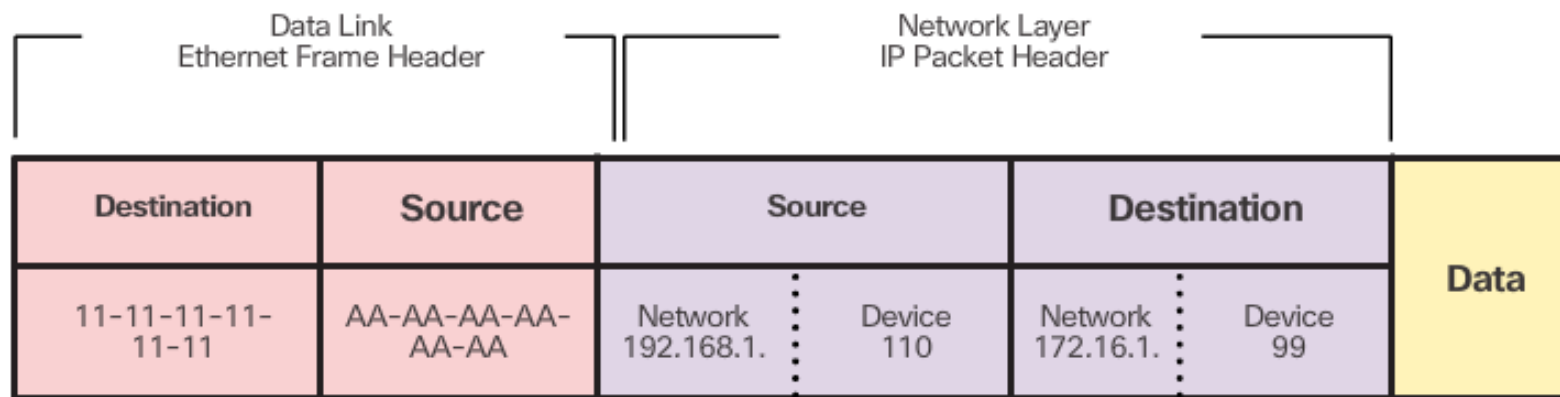 Data Link
Ethernet Frame Header
Network Layer
IP Packet Header
Destination
Source
Source
Destination
Data
11-11-11-11-
11-11
AA-AA-AA-AA-
AA-AA
Network
192.168.1.
Device
110
Network
172.16.1.
Device
99